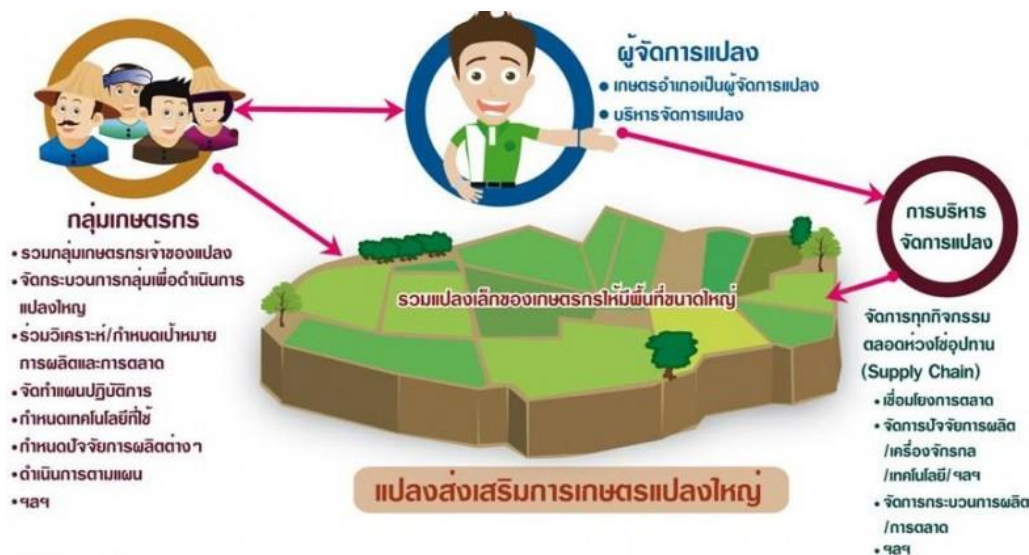 ผู้จัดการแปลง
• เกษตรอำเภอเป็นผู้จัดการแปลง
• บริหารจัดการแปลง
กลุ่มเกษตรกร
• รวมกลุ่มเกษตรกรเจ้าของแปลง
• จัดกระบวนการกลุ่มเพื่อดำเนินการ
แปลงใหญ่
• ร่วมวิเคราะห์/กำหนดเป้าหมาย
การผลิตและการตลาด
• จัดทำแผนปฏิบัติการ
• กำหนดเทคโนโลยีที่ใช้
• กำหนดปัจจัยการผลิตต่างๆ
• ดำเนินการตามแผน
• ฯลฯ
รวมแปลงเล็กของเกษตรกรให้มีพื้นที่ขนาดใหญ่
แปลงส่งเสริมการเกษตรแปลงใหญ่
การบริหาร
จัดการแปลง
จัดการทุกกิจกรรม
ตลอดห่วงโซ่อุปทาน
(Supply Chain)
• เชื่อมโยงการตลาด
• จัดการปัจจัยการผลิต
/เครื่องจักรกล
/เทคโนโลยี/ฯลฯ
• จัดการกระบวนการผลิต
/การตลาด
• ฯลฯ